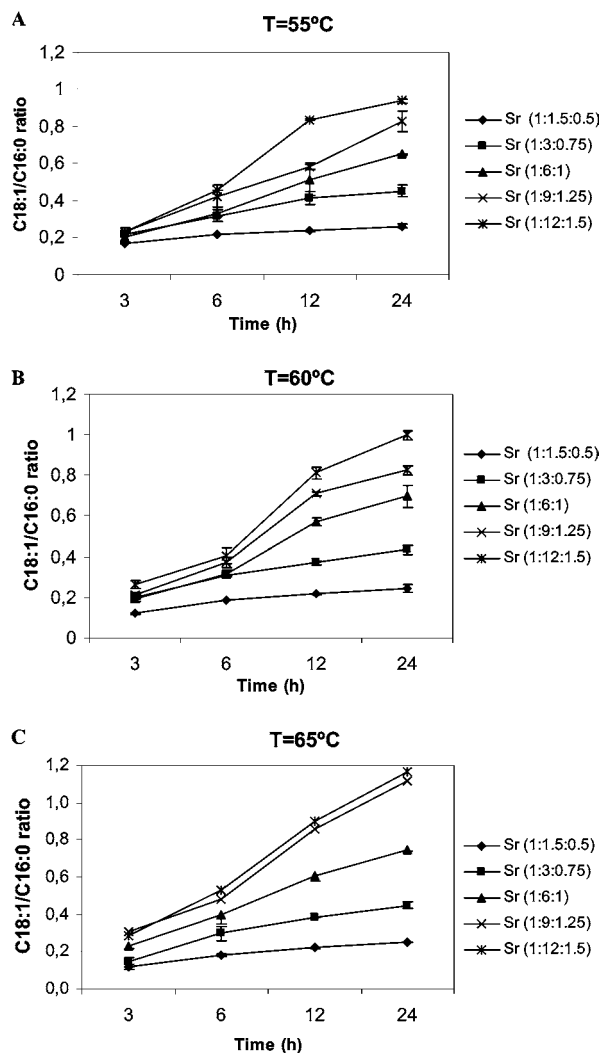 A
T=55ºC
C18:1/C16:0 ratio
1,2
1
0,8
0,6
0,4
0,2
0
3 6 12 24
Time (h)
Sr (1:1.5:0.5)
Sr (1:3:0.75)
Sr (1:6:1)
Sr (1:9:1.25)
Sr (1:12:1.5)
B
T=60ºC
C18:1/C16:0 ratio
1,2
1
0,8
0,6
0,4
0,2
0
3 6 12 24
Time (h)
Sr (1:1.5:0.5)
Sr (1:3:0.75)
Sr (1:6:1)
Sr (1:9:1.25)
Sr (1:12:1.5)
C
T=65ºC
C18:1/C16:0 ratio
1,2
1,0
0,8
0,6
0,4
0,2
0,0
3 6 12 24
Time (h)
Sr (1:1.5:0.5)
Sr (1:3:0.75)
Sr (1:6:1)
Sr (1:9:1.25)
Sr (1:12:1.5)